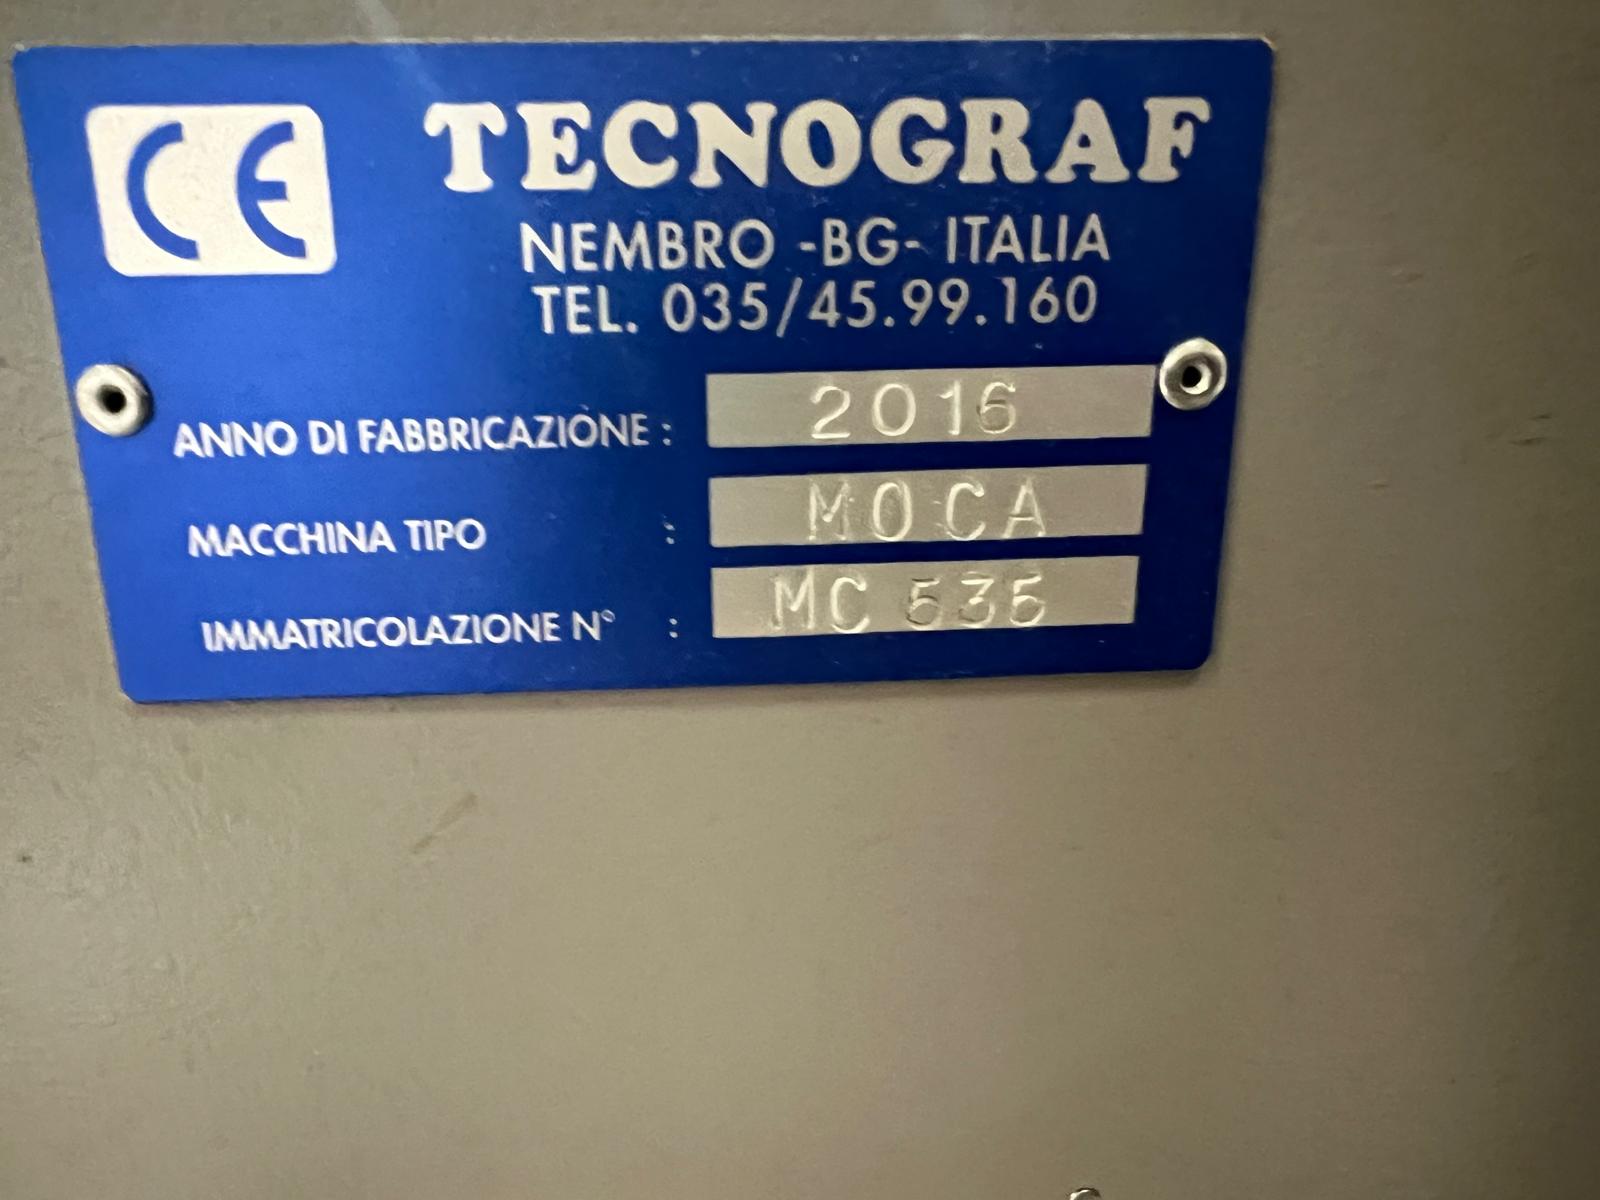 CE
TECNOGRAF
NEMBRO -BG- ITALIA
TEL. 035/45.99.160
ANNO DI FABBRICAZIONE : 2016
MACCHINA TIPO : MOCA
IMMATRICOLAZIONE N° : MC 535